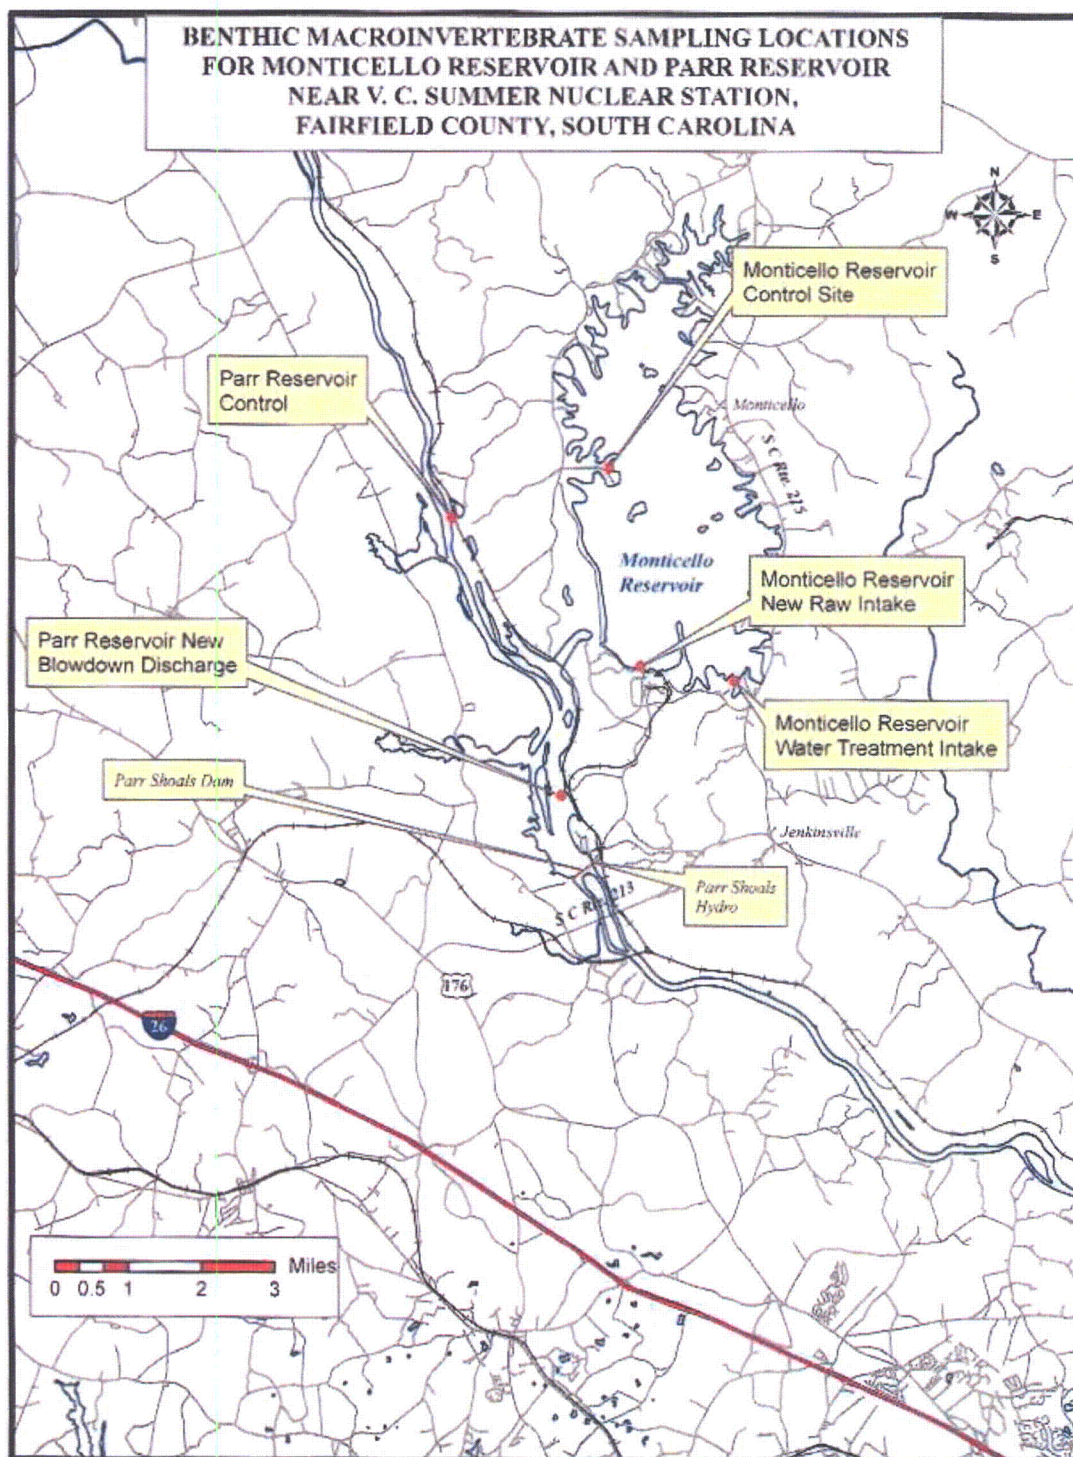 BENTHIC MACROINVERTEBRATE SAMPLING LOCATIONS
FOR MONTICELLO RESERVOIR AND PARR RESERVOIR
NEAR V. C. SUMMER NUCLEAR STATION,
FAIRFIELD COUNTY, SOUTH CAROLINA
N
W
E
S
Monticello Reservoir
Control Site
Parr Reservoir
Control
Monticello
S C Rte. 215
Monticello
Reservoir
Monticello Reservoir
New Raw Intake
Parr Reservoir New
Blowdown Discharge
Monticello Reservoir
Water Treatment Intake
Parr Shoals Dam
Jenkinsville
Parr Shoals
Hydro
S C Rte. 213
176
26
Miles
0 0.5 1 2 3